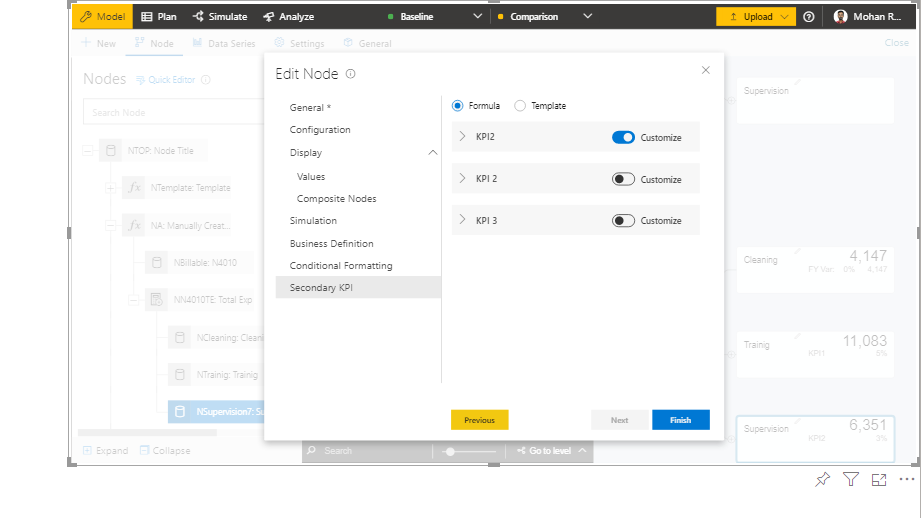 Model Plan Simulate Analyze Baseline Comparison Upload Mohan R...
New Node Data Series Settings General Close
Nodes Quick Editor
Search Node
NTOP: Node Title
NTemplate: Template
NA: Manually Creat...
NBillable: N4010
NN4010TE: Total Exp
NCleaning: Cleani
NTrainig: Trainig
NSupervision7: Su
Expand Collapse
Edit Node
General *
Configuration
Display
Values
Composite Nodes
Simulation
Business Definition
Conditional Formatting
Secondary KPI
Formula Template
KPI2 Customize
KPI 2 Customize
KPI 3 Customize
Previous Next Finish
Search Go to level
Supervision
Cleaning 4,147
FY Var: 0% 4,147
Trainig 11,083
KPI1 5%
Supervision 6,351
KPI2 3%